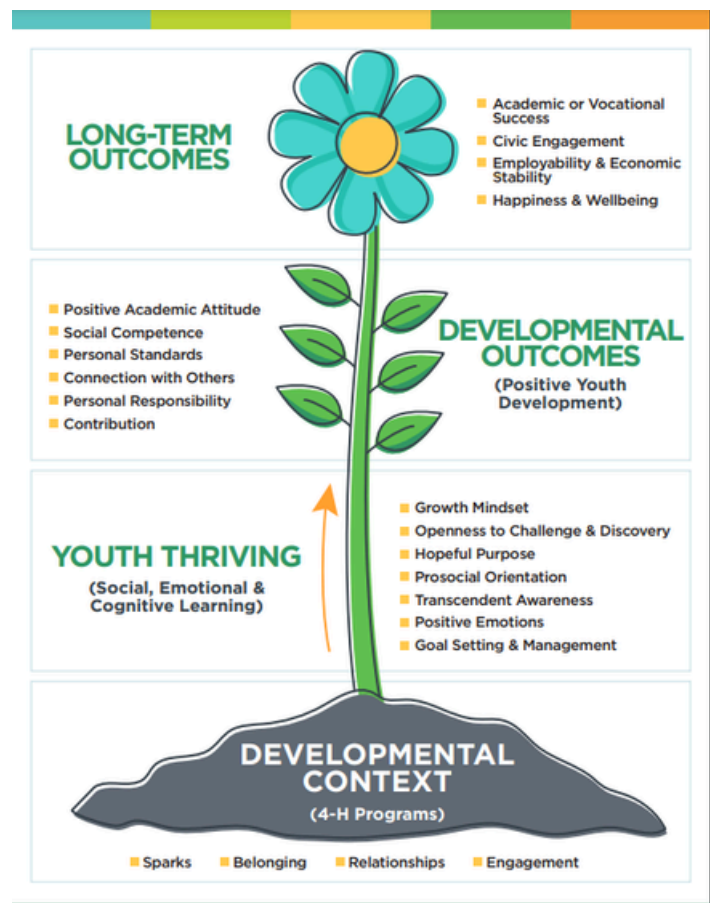 LONG-TERM
OUTCOMES
Academic or Vocational
Success
Civic Engagement
Employability & Economic
Stability
Happiness & Wellbeing
Positive Academic Attitude
Social Competence
Personal Standards
Connection with Others
Personal Responsibility
Contribution
DEVELOPMENTAL
OUTCOMES
(Positive Youth
Development)
YOUTH THRIVING
(Social, Emotional &
Cognitive Learning)
Growth Mindset
Openness to Challenge & Discovery
Hopeful Purpose
Prosocial Orientation
Transcendent Awareness
Positive Emotions
Goal Setting & Management
DEVELOPMENTAL
CONTEXT
(4-H Programs)
Sparks Belonging Relationships Engagement